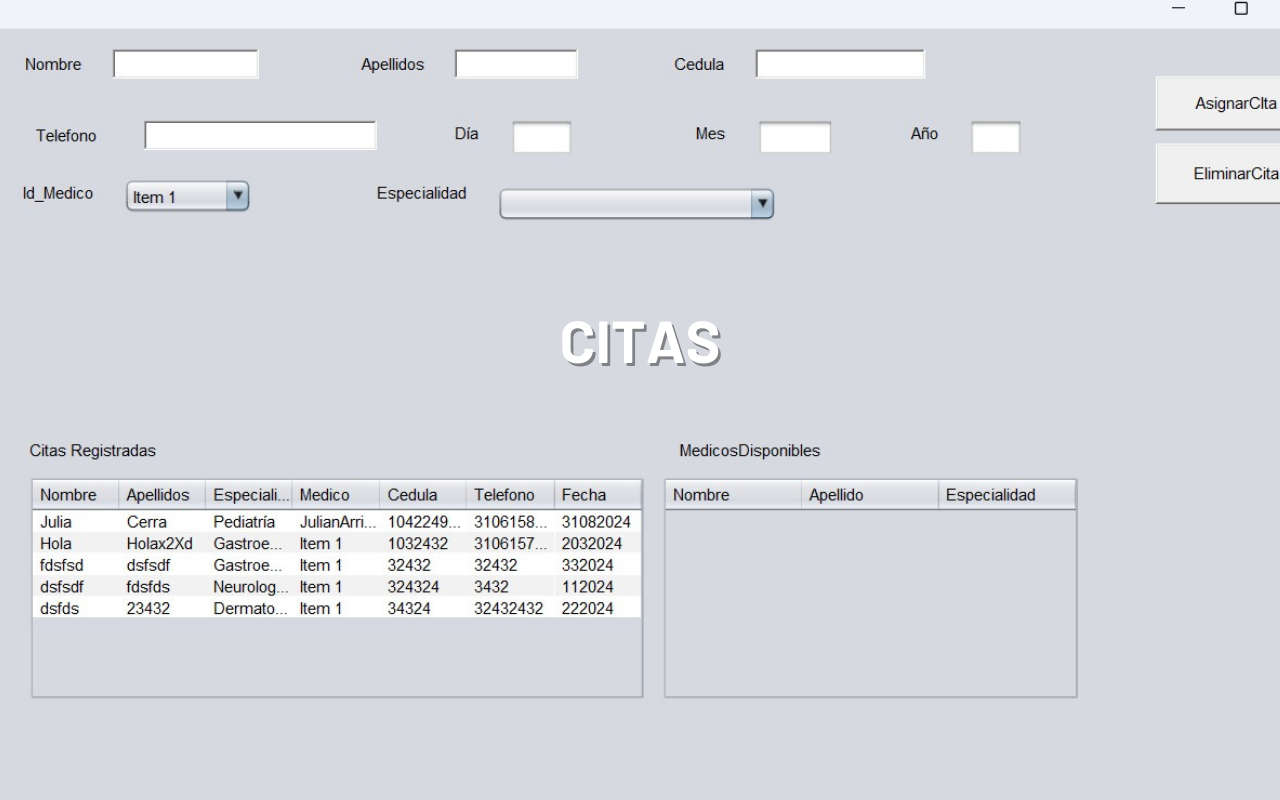 Nombre Apellidos Cedula
AsignarCIta
Telefono Día Mes Año
EliminarCita
Id_Medico Item 1 Especialidad
CITAS
Citas Registradas MedicosDisponibles
Nombre Apellidos Especiali... Medico Cedula Telefono Fecha Nombre Apellido Especialidad
Julia Cerra Pediatría JulianArri... 1042249... 3106158... 31082024
Hola Holax2Xd Gastroe... Item 1 1032432 3106157... 2032024
fdsfsd dsfsdf Gastroe... Item 1 32432 32432 332024
dsfsdf fdsfds Neurolog... Item 1 324324 3432 112024
dsfds 23432 Dermato... Item 1 34324 32432432 222024